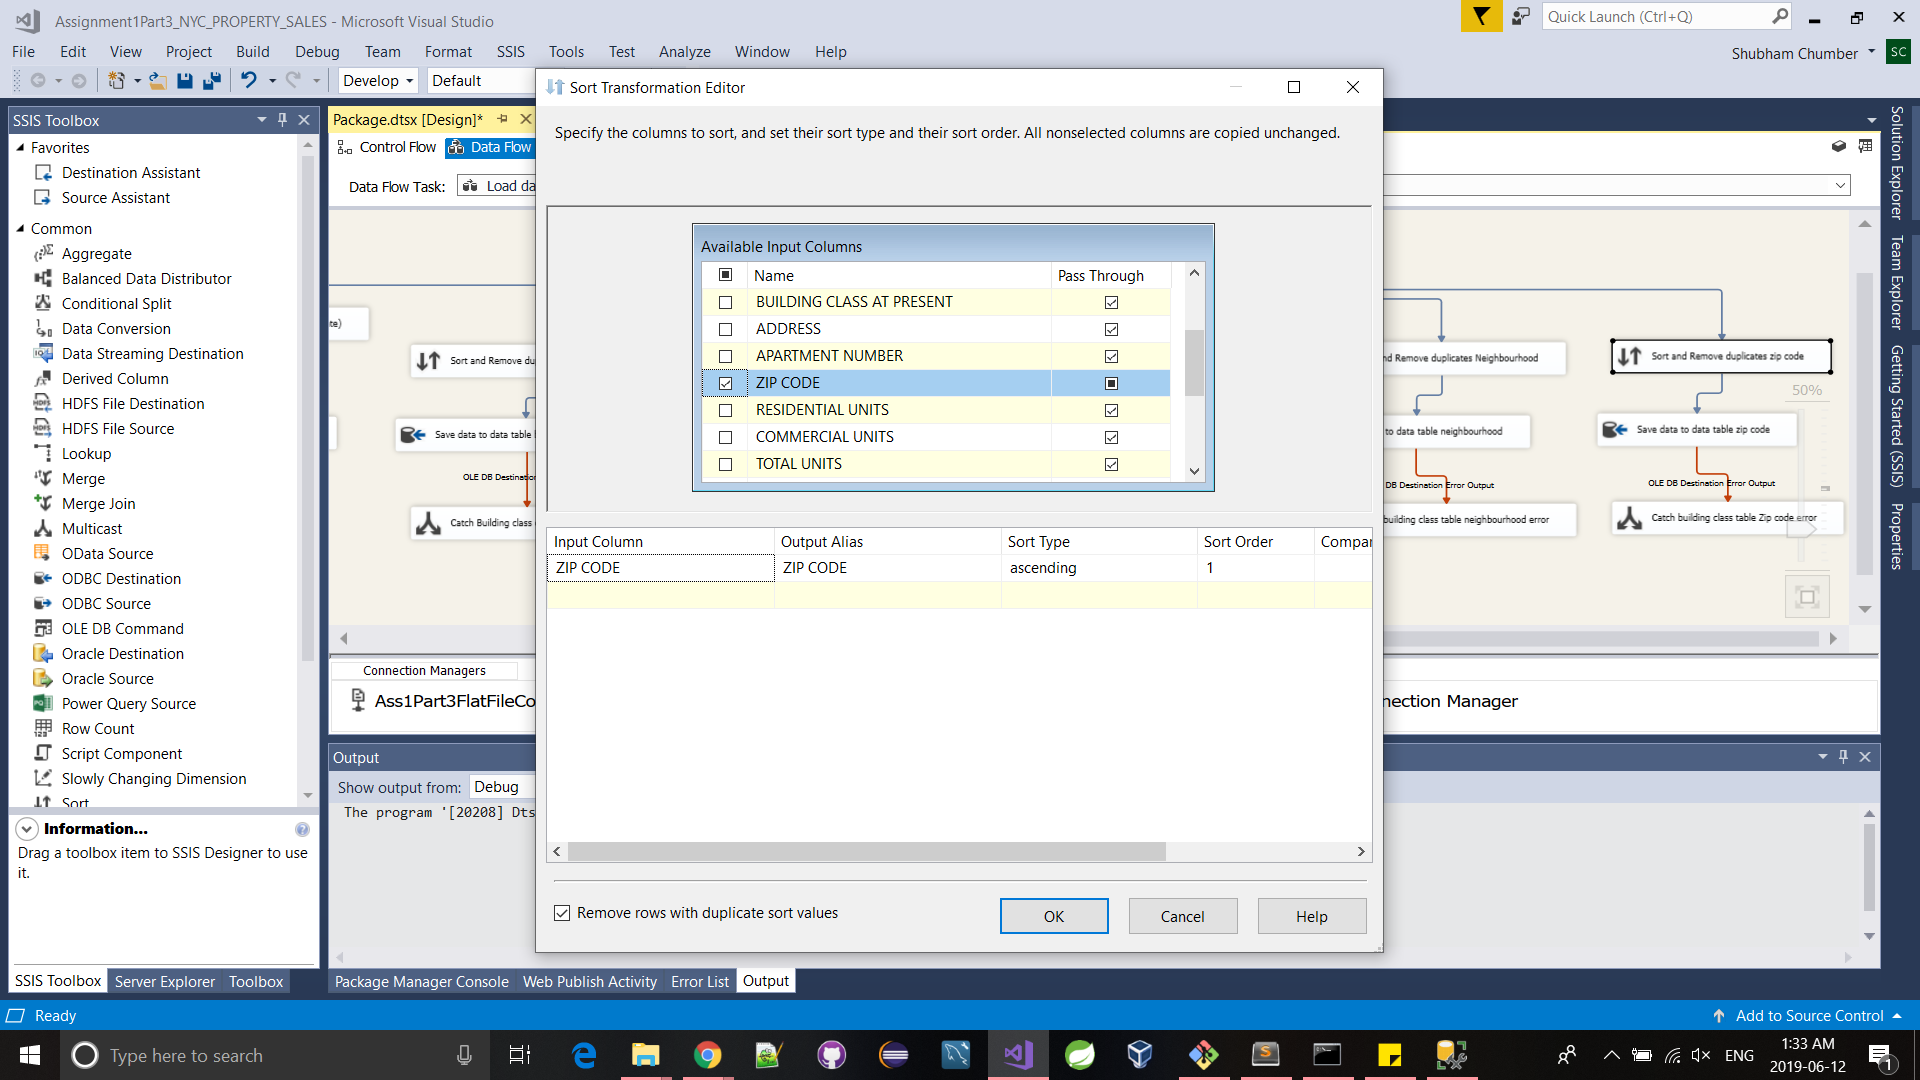 Assignment1Part3_NYC_PROPERTY_SALES - Microsoft Visual Studio
Quick Launch (Ctrl+Q)
File Edit View Project Build Debug Team Format SSIS Tools Test Analyze Window Help
Shubham Chumber SC
Develop Default
Sort Transformation Editor
Specify the columns to sort, and set their sort type and their sort order. All nonselected columns are copied unchanged.
SSIS Toolbox
Favorites
Destination Assistant
Source Assistant
Common
Aggregate
Balanced Data Distributor
Conditional Split
Data Conversion
Data Streaming Destination
Derived Column
HDFS File Destination
HDFS File Source
Lookup
Merge
Merge Join
Multicast
OData Source
ODBC Destination
ODBC Source
OLE DB Command
Oracle Destination
Oracle Source
Power Query Source
Row Count
Script Component
Slowly Changing Dimension
Sort
Information...
Drag a toolbox item to SSIS Designer to use
it.
SSIS Toolbox Server Explorer Toolbox
Package.dtsx [Design]*
Control Flow Data Flow
Data Flow Task: Load da
te)
Sort and Remove du
Save data to data table
OLE DB Destination
Catch Building class
Available Input Columns
Name Pass Through
BUILDING CLASS AT PRESENT
ADDRESS
APARTMENT NUMBER
ZIP CODE
RESIDENTIAL UNITS
COMMERCIAL UNITS
TOTAL UNITS
Input Column Output Alias Sort Type Sort Order Compar
ZIP CODE ZIP CODE ascending 1
Remove rows with duplicate sort values
OK Cancel Help
nd Remove duplicates Neighbourhood
to data table neighbourhood
DB Destination Error Output
building class table neighbourhood error
Sort and Remove duplicates zip code
50%
Save data to data table zip code
OLE DB Destination Error Output
Catch building class table Zip code error
Connection Managers
Ass1Part3FlatFileCo
nection Manager
Output
Show output from: Debug
The program '[20208] Dts
Package Manager Console Web Publish Activity Error List Output
Solution Explorer
Team Explorer
Getting Started (SSIS)
Properties
Ready
Add to Source Control
Type here to search
ENG
1:33 AM
2019-06-12
1